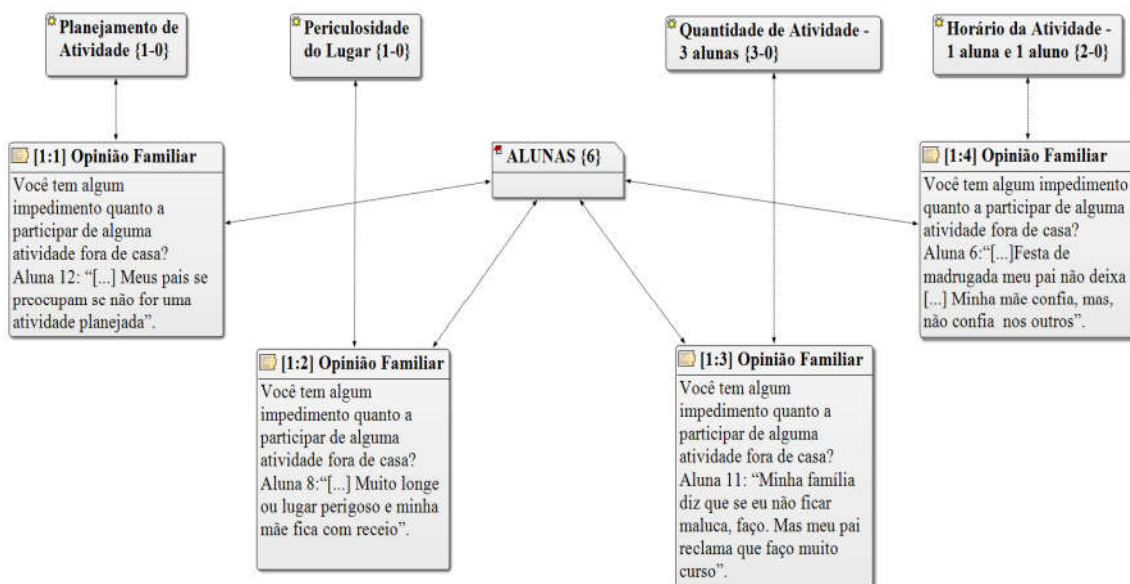 Planejamento de
Atividade {1-0}
Periculosidade
do Lugar {1-0}
Quantidade de Atividade -
3 alunas {3-0}
Horário da Atividade -
1 aluna e 1 aluno {2-0}
[1:1] Opinião Familiar
Você tem algum
impedimento quanto a
participar de alguma
atividade fora de casa?
Aluna 12: “[...] Meus pais se
preocupam se não for uma
atividade planejada”.
ALUNAS {6}
[1:4] Opinião Familiar
Você tem algum impedimento
quanto a participar de alguma
atividade fora de casa?
Aluna 6:“[...]Festa de
madrugada meu pai não deixa
[...] Minha mãe confia, mas,
não confia nos outros”.
[1:2] Opinião Familiar
Você tem algum
impedimento quanto a
participar de alguma
atividade fora de casa?
Aluna 8:“[...] Muito longe
ou lugar perigoso e minha
mãe fica com receio”.
[1:3] Opinião Familiar
Você tem algum
impedimento quanto a
participar de alguma
atividade fora de casa?
Aluna 11: “Minha família
diz que se eu não ficar
maluca, faço. Mas meu pai
reclama que faço muito
curso”.